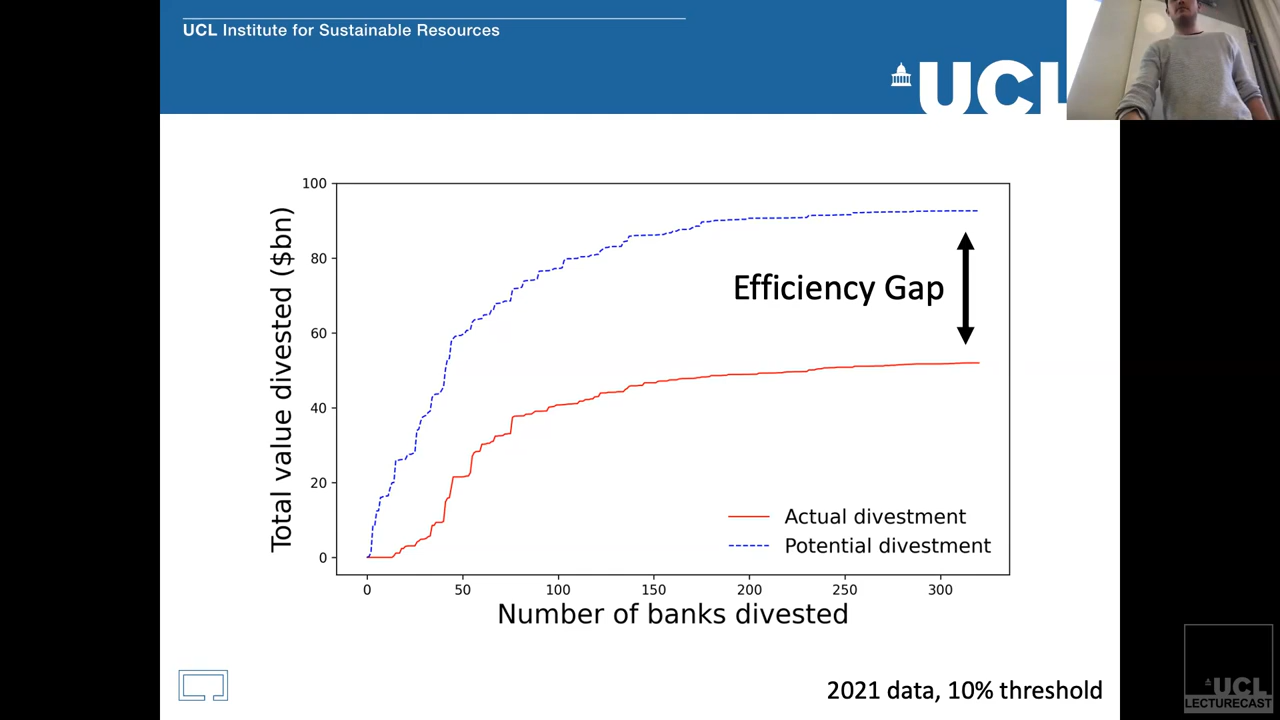 UCL Institute for Sustainable Resources
UCL
100
80
60
40
20
0
Total value divested ($bn)
Efficiency Gap
Actual divestment
Potential divestment
0 50 100 150 200 250 300
Number of banks divested
2021 data, 10% threshold
UCL
LECTURECAST